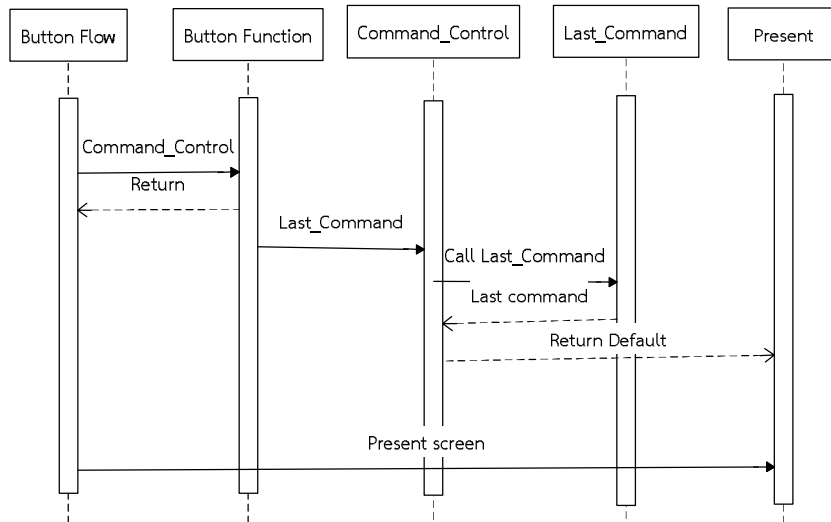 Button Flow
Button Function
Command_Control
Last_Command
Present
Command_Control
Return
Last_Command
Call Last_Command
Last command
Return Default
Present screen